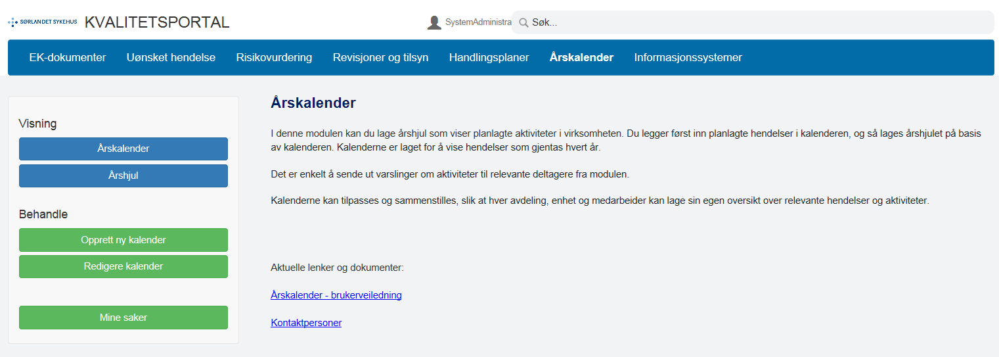 SØRLANDET SYKEHUS KVALITETSPORTAL
SystemAdministra
Søk...
EK-dokumenter Uønsket hendelse Risikovurdering Revisjoner og tilsyn Handlingsplaner Årskalender Informasjonssystemer
Visning
Årskalender
Årshjul
Behandle
Opprett ny kalender
Redigere kalender
Mine saker
Årskalender
I denne modulen kan du lage årshjul som viser planlagte aktiviteter i virksomheten. Du legger først inn planlagte hendelser i kalenderen, og så lages årshjulet på basis
av kalenderen. Kalenderne er laget for å vise hendelser som gjentas hvert år.
Det er enkelt å sende ut varslinger om aktiviteter til relevante deltagere fra modulen.
Kalenderne kan tilpasses og sammenstilles, slik at hver avdeling, enhet og medarbeider kan lage sin egen oversikt over relevante hendelser og aktiviteter.
Aktuelle lenker og dokumenter:
Årskalender - brukerveiledning
Kontaktpersoner